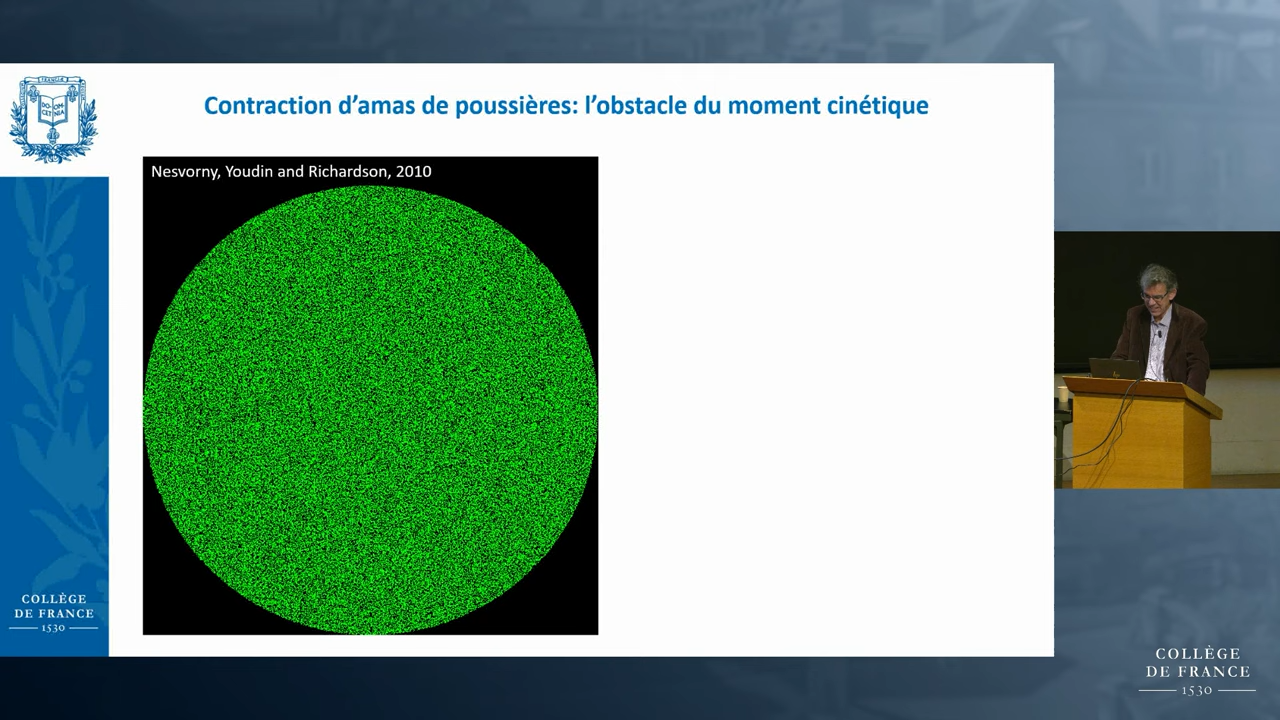 Contraction d’amas de poussières: l’obstacle du moment cinétique
Nesvorny, Youdin and Richardson, 2010
COLLÈGE
DE FRANCE
1530
COLLÈGE
DE FRANCE
1530